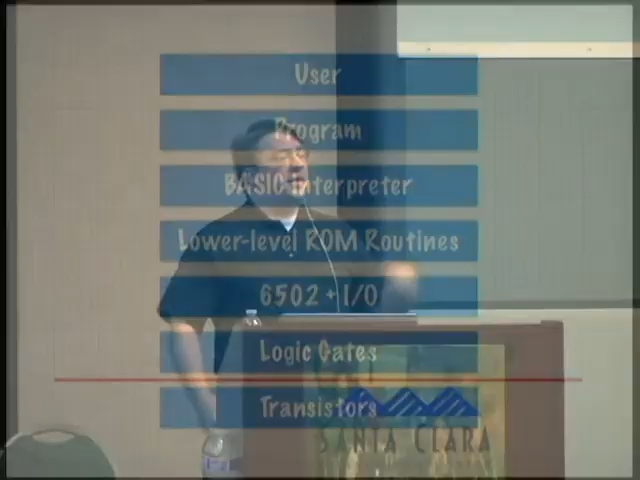 User
Program
BASIC interpreter
Lower-level ROM Routines
6502 + I/O
Logic Gates
Transistors
SANTA CLARA